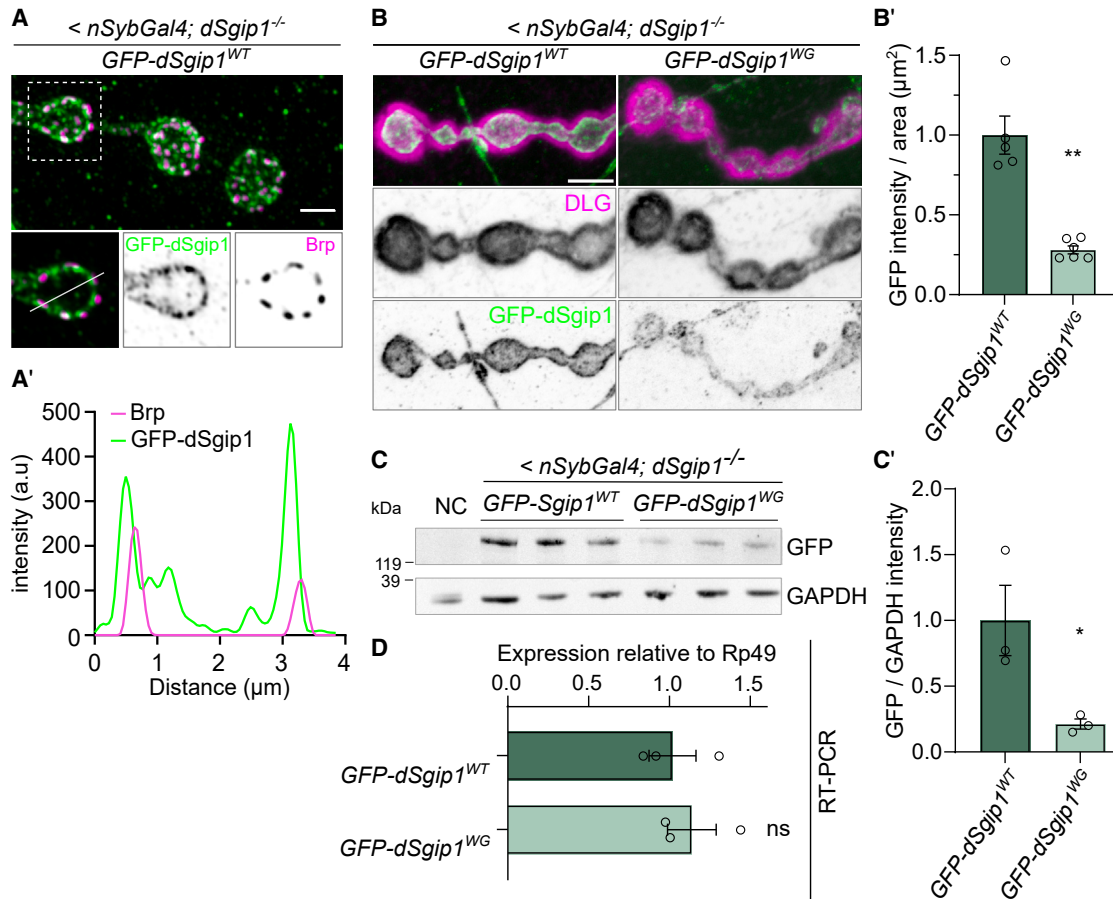 A
< nSybGal4; dSgip1-/-
GFP-dSgip1WT
GFP-dSgip1
Brp
A'
500
400
300
200
100
0
intensity (a.u)
Brp
GFP-dSgip1
0 1 2 3 4
Distance (µm)
B
< nSybGal4; dSgip1-/-
GFP-dSgip1WT GFP-dSgip1WG
DLG
GFP-dSgip1
B'
GFP intensity / area (µm2)
1.5
1.0
0.5
0.0
**
GFP-dSgip1WT
GFP-dSgip1WG
C
< nSybGal4; dSgip1-/-
kDa NC GFP-Sgip1WT GFP-dSgip1WG
GFP
119
39
GAPDH
C'
GFP / GAPDH intensity
2.0
1.5
1.0
0.5
0.0
*
GFP-dSgip1WT
GFP-dSgip1WG
D
Expression relative to Rp49
0.0 0.5 1.0 1.5
GFP-dSgip1WT
GFP-dSgip1WG
ns
RT-PCR